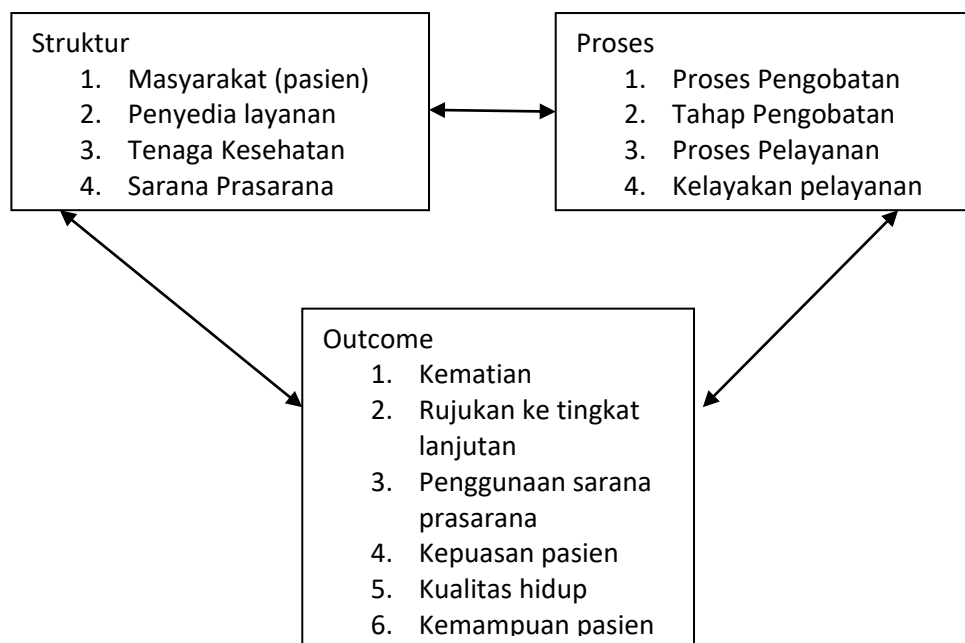 Struktur
1. Masyarakat (pasien)
2. Penyedia layanan
3. Tenaga Kesehatan
4. Sarana Prasarana
Proses
1. Proses Pengobatan
2. Tahap Pengobatan
3. Proses Pelayanan
4. Kelayakan pelayanan
Outcome
1. Kematian
2. Rujukan ke tingkat
lanjutan
3. Penggunaan sarana
prasarana
4. Kepuasan pasien
5. Kualitas hidup
6. Kemampuan pasien